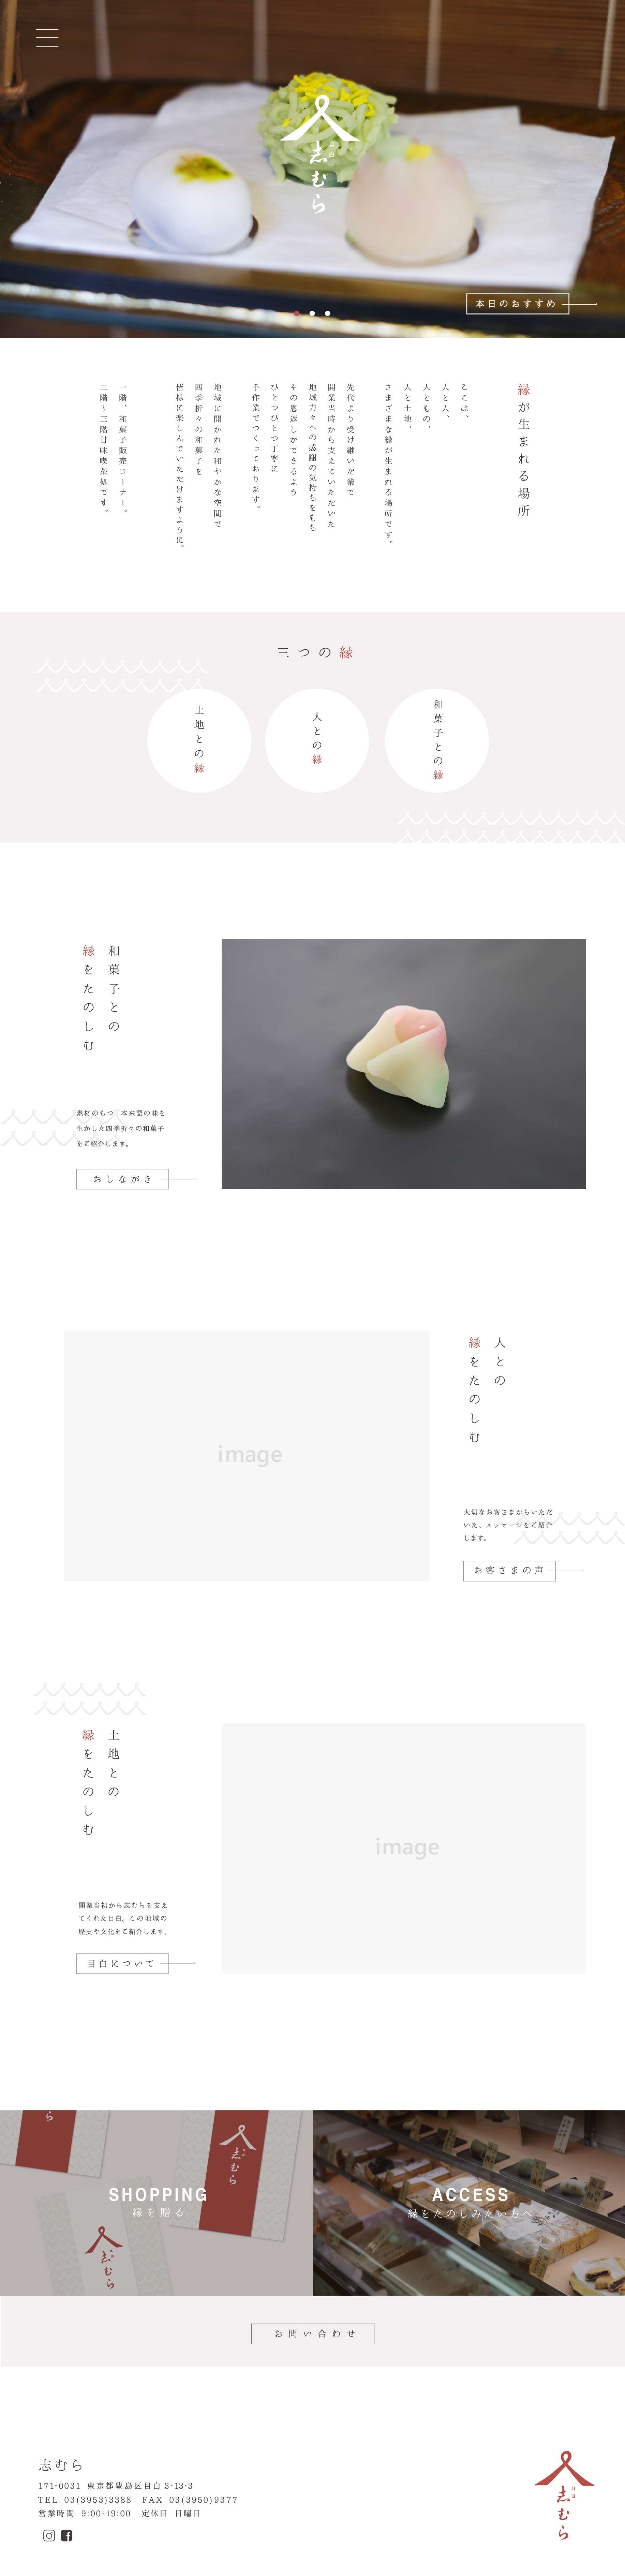 目白
志むら
本日のおすすめ
縁が生まれる場所
ここは、
人と人、
人ともの、
人と土地、
さまざまな縁が生まれる場所です。
先代より受け継いだ業で
開業当時から支えていただいた
地域方々への感謝の気持ちをもち
その恩返しができるよう
ひとつひとつ丁寧に
手作業でつくっております。
地域に開かれた和やかな空間で
四季折々の和菓子を
皆様に楽しんでいただけますように。
一階、和菓子販売コーナー。
二階〜三階甘味喫茶処です。
三つの縁
和菓子との縁
人との縁
土地との縁
和菓子との
縁をたのしむ
素材のもつ「本来語の味を
生かした四季折々の和菓子
をご紹介します。
おしながき
人との
縁をたのしむ
image
大切なお客さまからいただ
いた、メッセージをご紹介
します。
お客さまの声
土地との
縁をたのしむ
image
開業当初から志むらを支え
てくれた目白。この地域の
歴史や文化をご紹介します。
目白について
志むら
志むら
SHOPPING
縁を贈る
ACCESS
縁をたのしみたい方へ
お問い合わせ
志むら
171-0031 東京都豊島区目白 3-13-3
TEL 03(3953)3388 FAX 03(3950)9377
営業時間 9:00-19:00 定休日 日曜日
目白
志むら